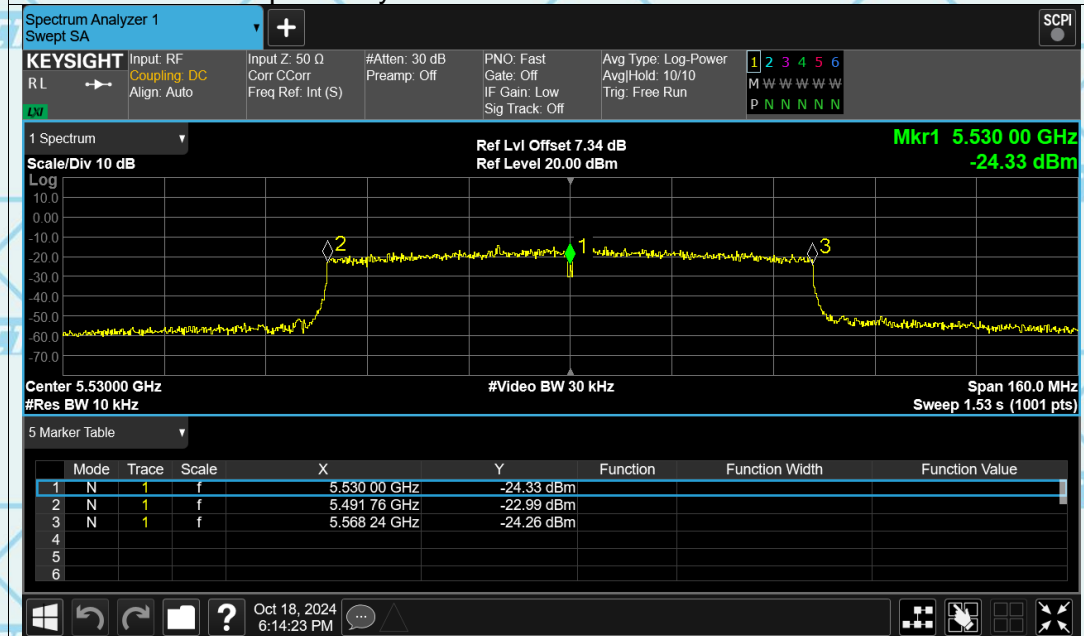 Spectrum Analyzer 1
Swept SA
+
SCPI
KEYSIGHT Input: RF Input Z: 50 Ω #Atten: 30 dB PNO: Fast Avg Type: Log-Power 1 2 3 4 5 6
RL Coupling: DC Corr CCorr Preamp: Off Gate: Off Avg|Hold: 10/10 M W W W W W
Align: Auto Freq Ref: Int (S) IF Gain: Low Trig: Free Run
LXI Sig Track: Off P N N N N N
1 Spectrum Ref Lvl Offset 7.34 dB Mkr1 5.530 00 GHz
Scale/Div 10 dB Ref Level 20.00 dBm -24.33 dBm
Log
10.0
0.00
-10.0
2 1 3
-20.0
-30.0
-40.0
-50.0
-60.0
-70.0
Center 5.53000 GHz #Video BW 30 kHz Span 160.0 MHz
#Res BW 10 kHz Sweep 1.53 s (1001 pts)
5 Marker Table
Mode Trace Scale X Y Function Function Width Function Value
1 N 1 f 5.530 00 GHz -24.33 dBm
2 N 1 f 5.491 76 GHz -22.99 dBm
3 N 1 f 5.568 24 GHz -24.26 dBm
4
5
6
? Oct 18, 2024
6:14:23 PM